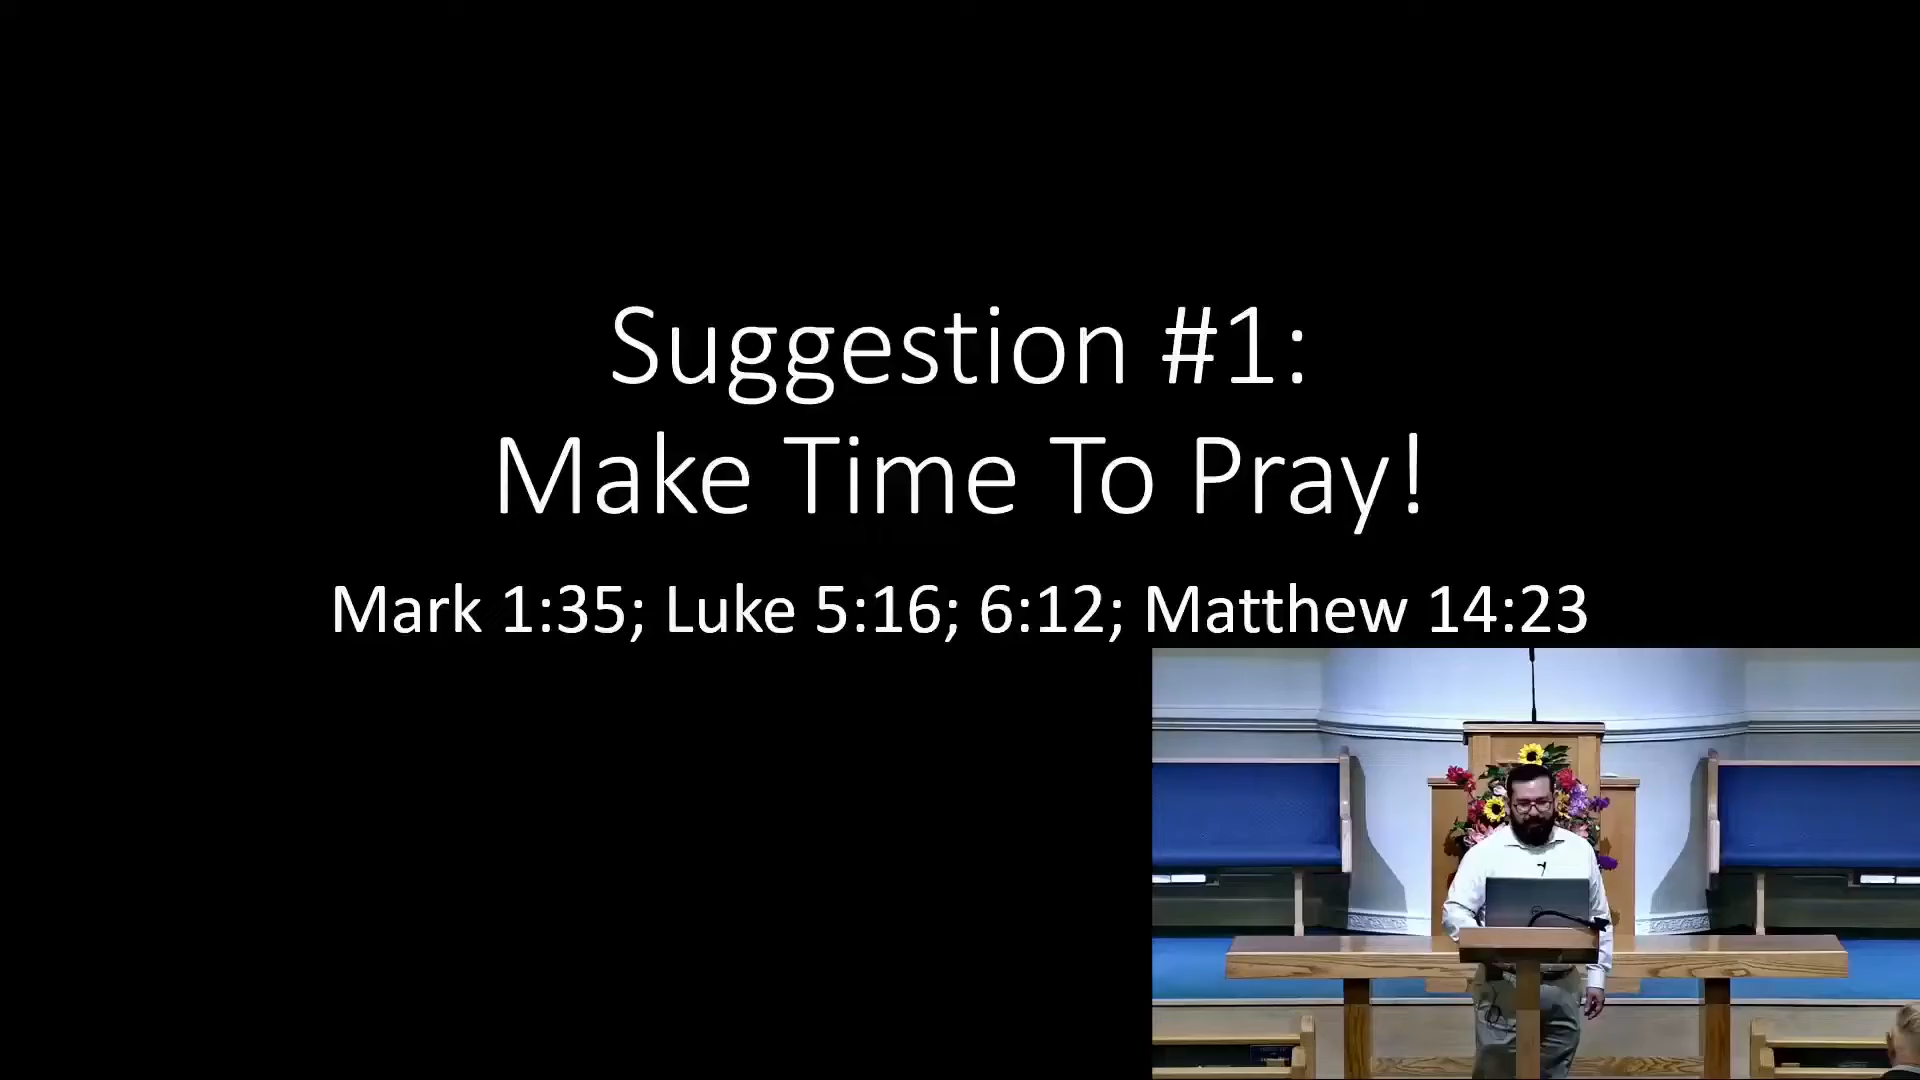 Suggestion #1:
Make Time To Pray!
Mark 1:35; Luke 5:16; 6:12; Matthew 14:23